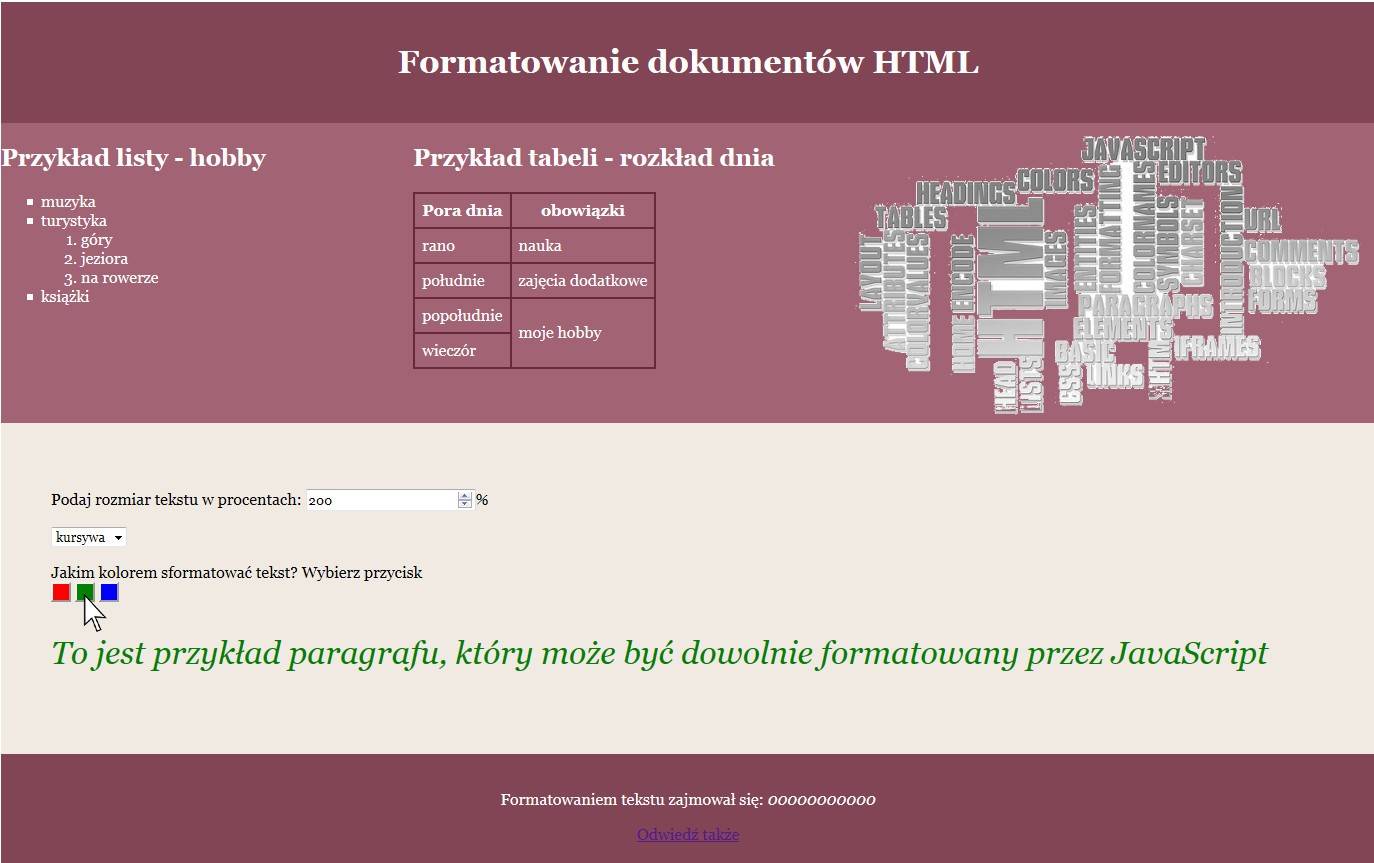 Formatowanie dokumentów HTML
Przykład listy - hobby
muzyka
turystyka
1. góry
2. jeziora
3. na rowerze
książki
Przykład tabeli - rozkład dnia
Pora dnia obowiązki
rano nauka
południe zajęcia dodatkowe
popołudnie
moje hobby
wieczór
JAVASCRIPT
EDITORS
COLORS
HEADINGS
TABLES
LAYOUT
ATTRIBUTES
COLORVALUES
ENCODE
HOME
HTML
IMAGES
ENTITIES
FORMATTING
COLORNAMES
SYMBOLS
CHARSET
INTRODUCTION
URL
COMMENTS
BLOCKS
FORMS
PARAGRAPHS
ELEMENTS
BASIC
IFRAMES
LINKS
CSS
XHTML
HEAD
LISTS
Podaj rozmiar tekstu w procentach: 200 %
kursywa
Jakim kolorem sformatować tekst? Wybierz przycisk
To jest przykład paragrafu, który może być dowolnie formatowany przez JavaScript
Formatowaniem tekstu zajmował się: 00000000000
Odwiedź także